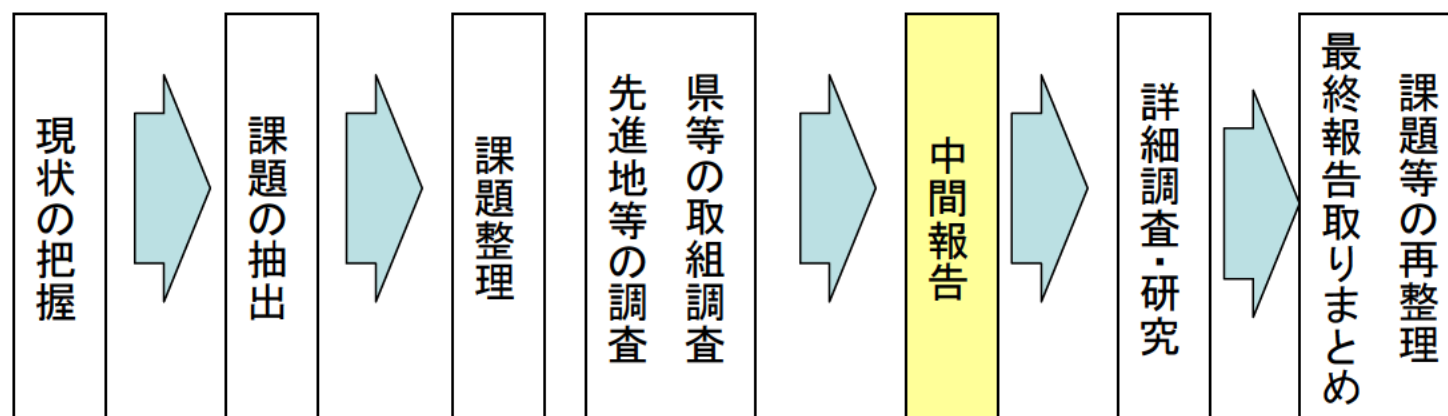 現状の把握
課題の抽出
課題整理
県等の取組調査
先進地等の調査
中間報告
詳細調査・研究
課題等の再整理
最終報告取りまとめ